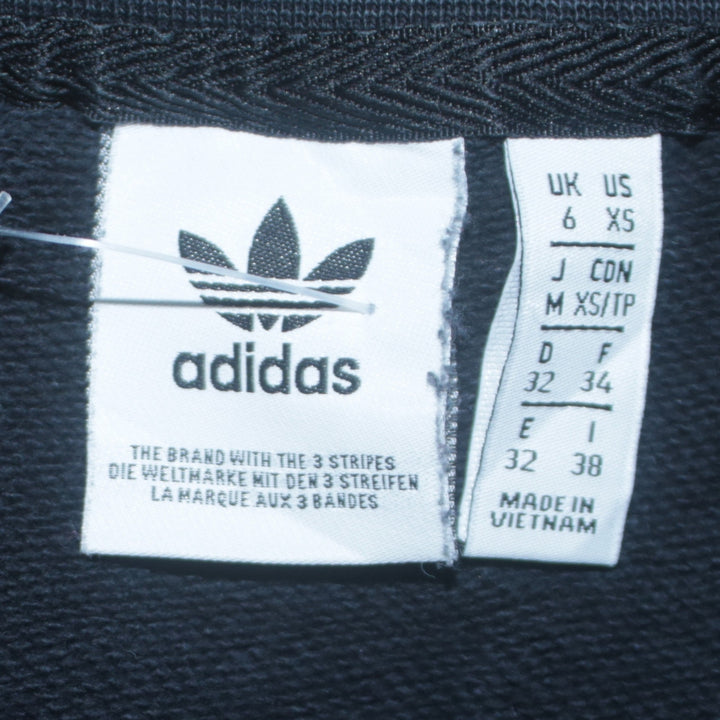 adidas
THE BRAND WITH THE 3 STRIPES
DIE WELTMARKE MIT DEN 3 STREIFEN
LA MARQUE AUX 3 BANDES
UK US
6 XS
J CDN
M XS/TP
D F
32 34
E I
32 38
MADE IN
VIETNAM